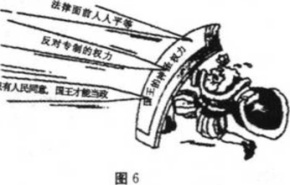 法律面前人人平等
反对专制的权力
有人民同意，国王才能当政
国王的神圣权力
图 6